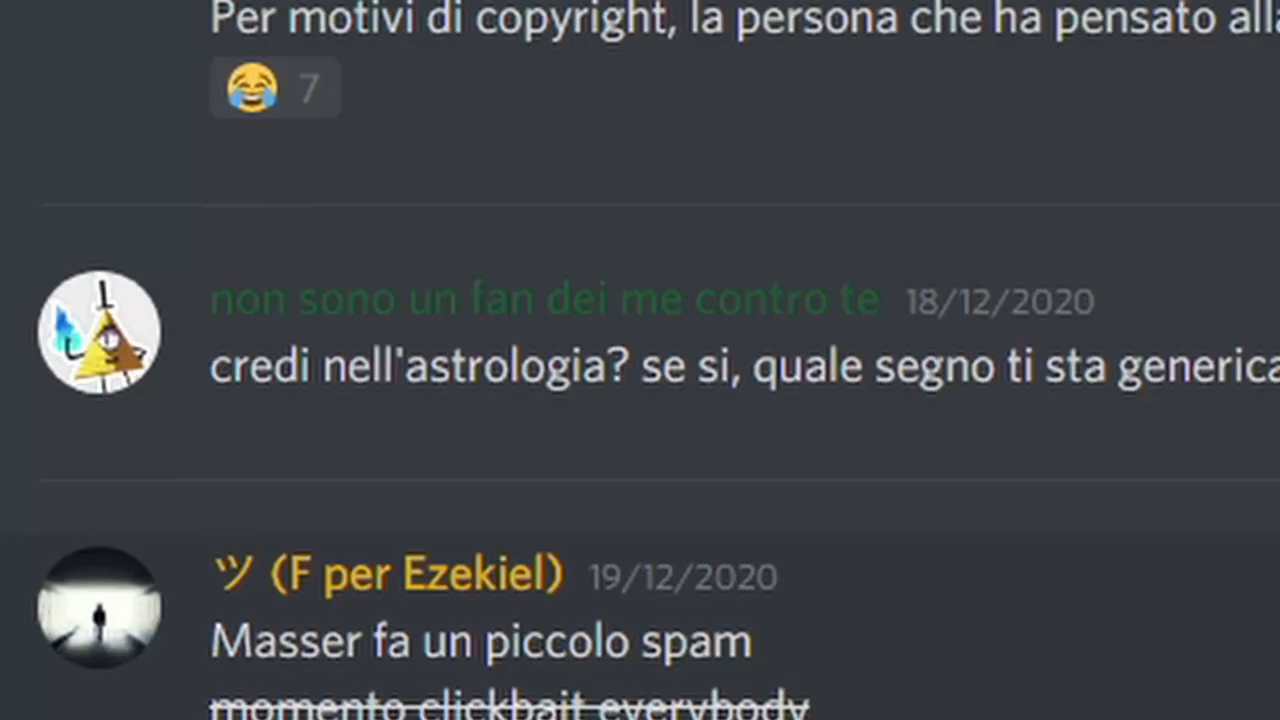 Per motivi di copyright, la persona che ha pensato
7
non sono un fan dei me contro te 18/12/2020
credi nell'astrologia? se si, quale segno ti sta
ツ (F per Ezekiel) 19/12/2020
Masser fa un piccolo spam
momento clickbait everybody